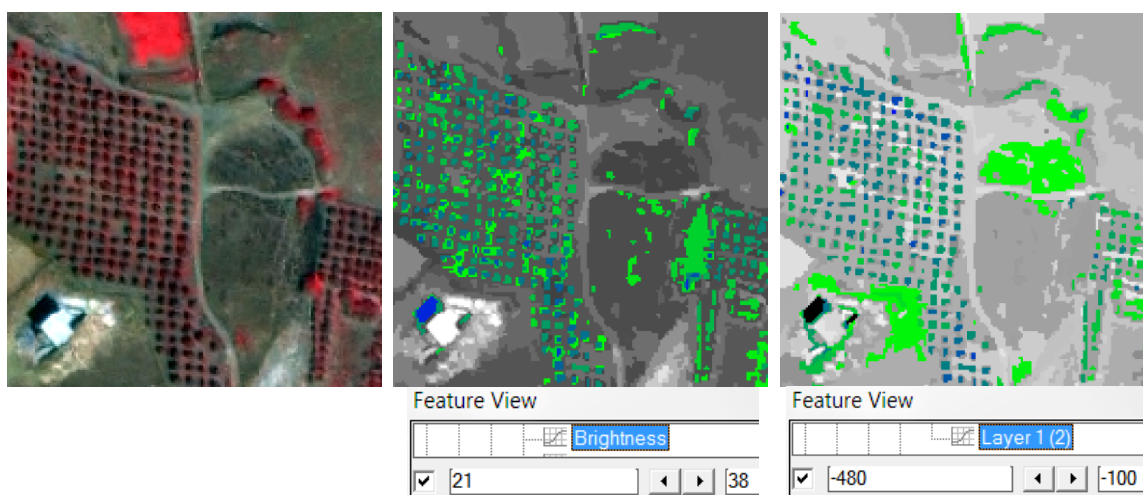 Feature View
Brightness
21 38
Feature View
Layer 1 (2)
-480 -100